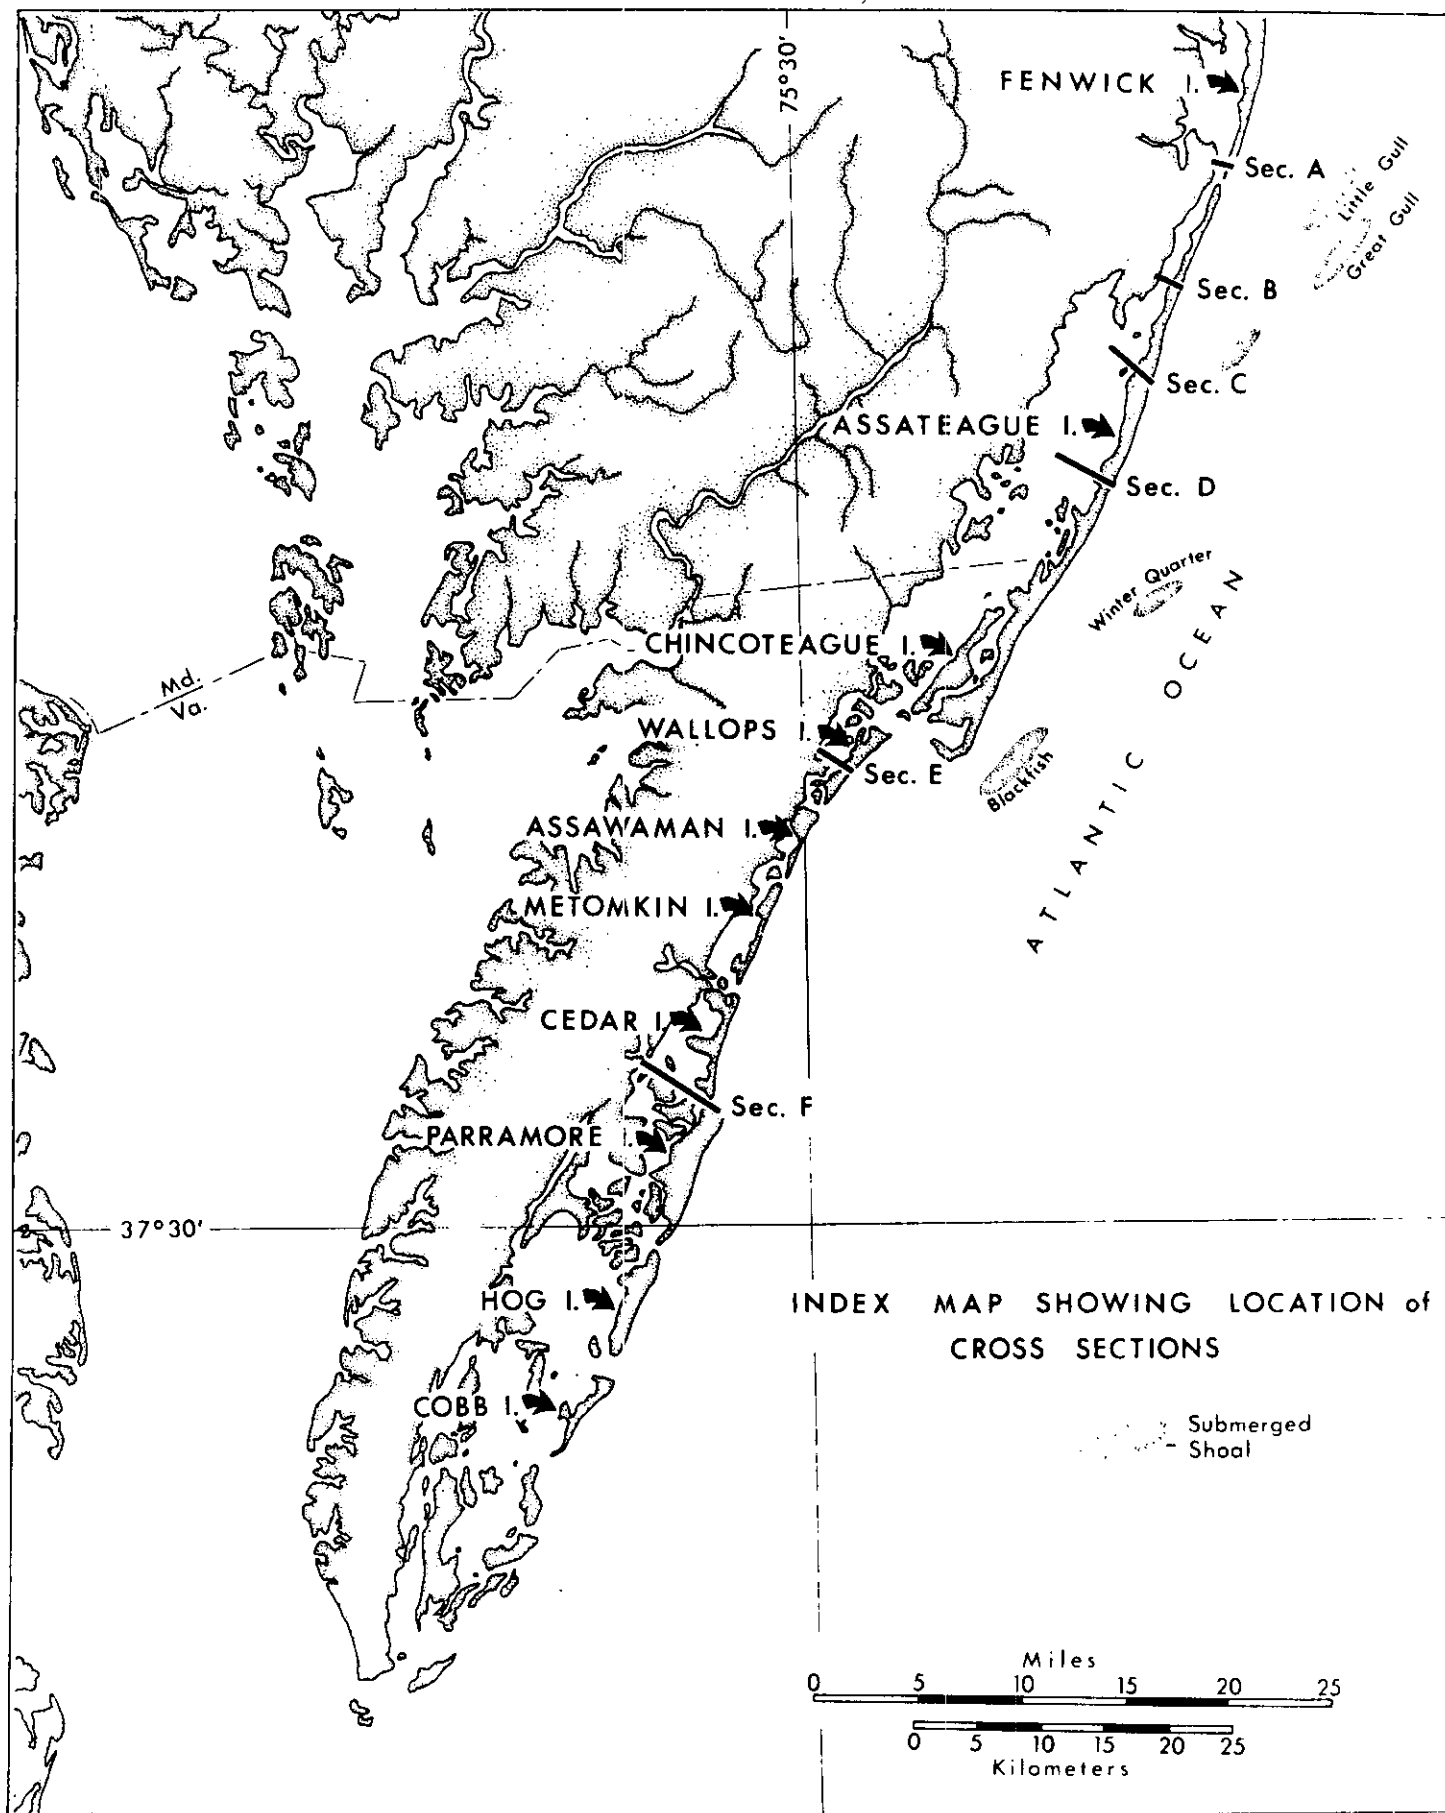 75°30'
FENWICK I.
Sec. A
Little Gull
Great Gull
Sec. B
Sec. C
ASSATEAGUE I.
Sec. D
Winter Quarter
ATLANTIC OCEAN
CHINCOTEAGUE I.
Md.
Va.
WALLOPS I.
Sec. E
Blackfish
ASSAWAMAN I.
METOMKIN I.
CEDAR I.
Sec. F
PARRAMORE I.
37°30'
HOG I.
INDEX MAP SHOWING LOCATION of
CROSS SECTIONS
COBB I.
Submerged
Shoal
Miles
0 5 10 15 20 25
0 5 10 15 20 25
Kilometers